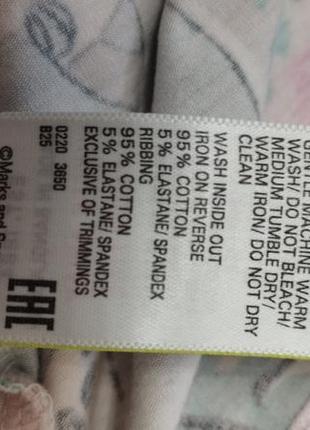 GENTLE MACHINE WARM
WASH/ DO NOT BLEACH/
MEDIUM TUMBLE DRY/
WARM IRON/ DO NOT DRY
CLEAN
WASH INSIDE OUT
IRON ON REVERSE
95% COTTON
5% ELASTANE/ SPANDEX
RIBBING
95% COTTON
5% ELASTANE/ SPANDEX
EXCLUSIVE OF TRIMMINGS
0220 3650
B25
©Marks and
EAC